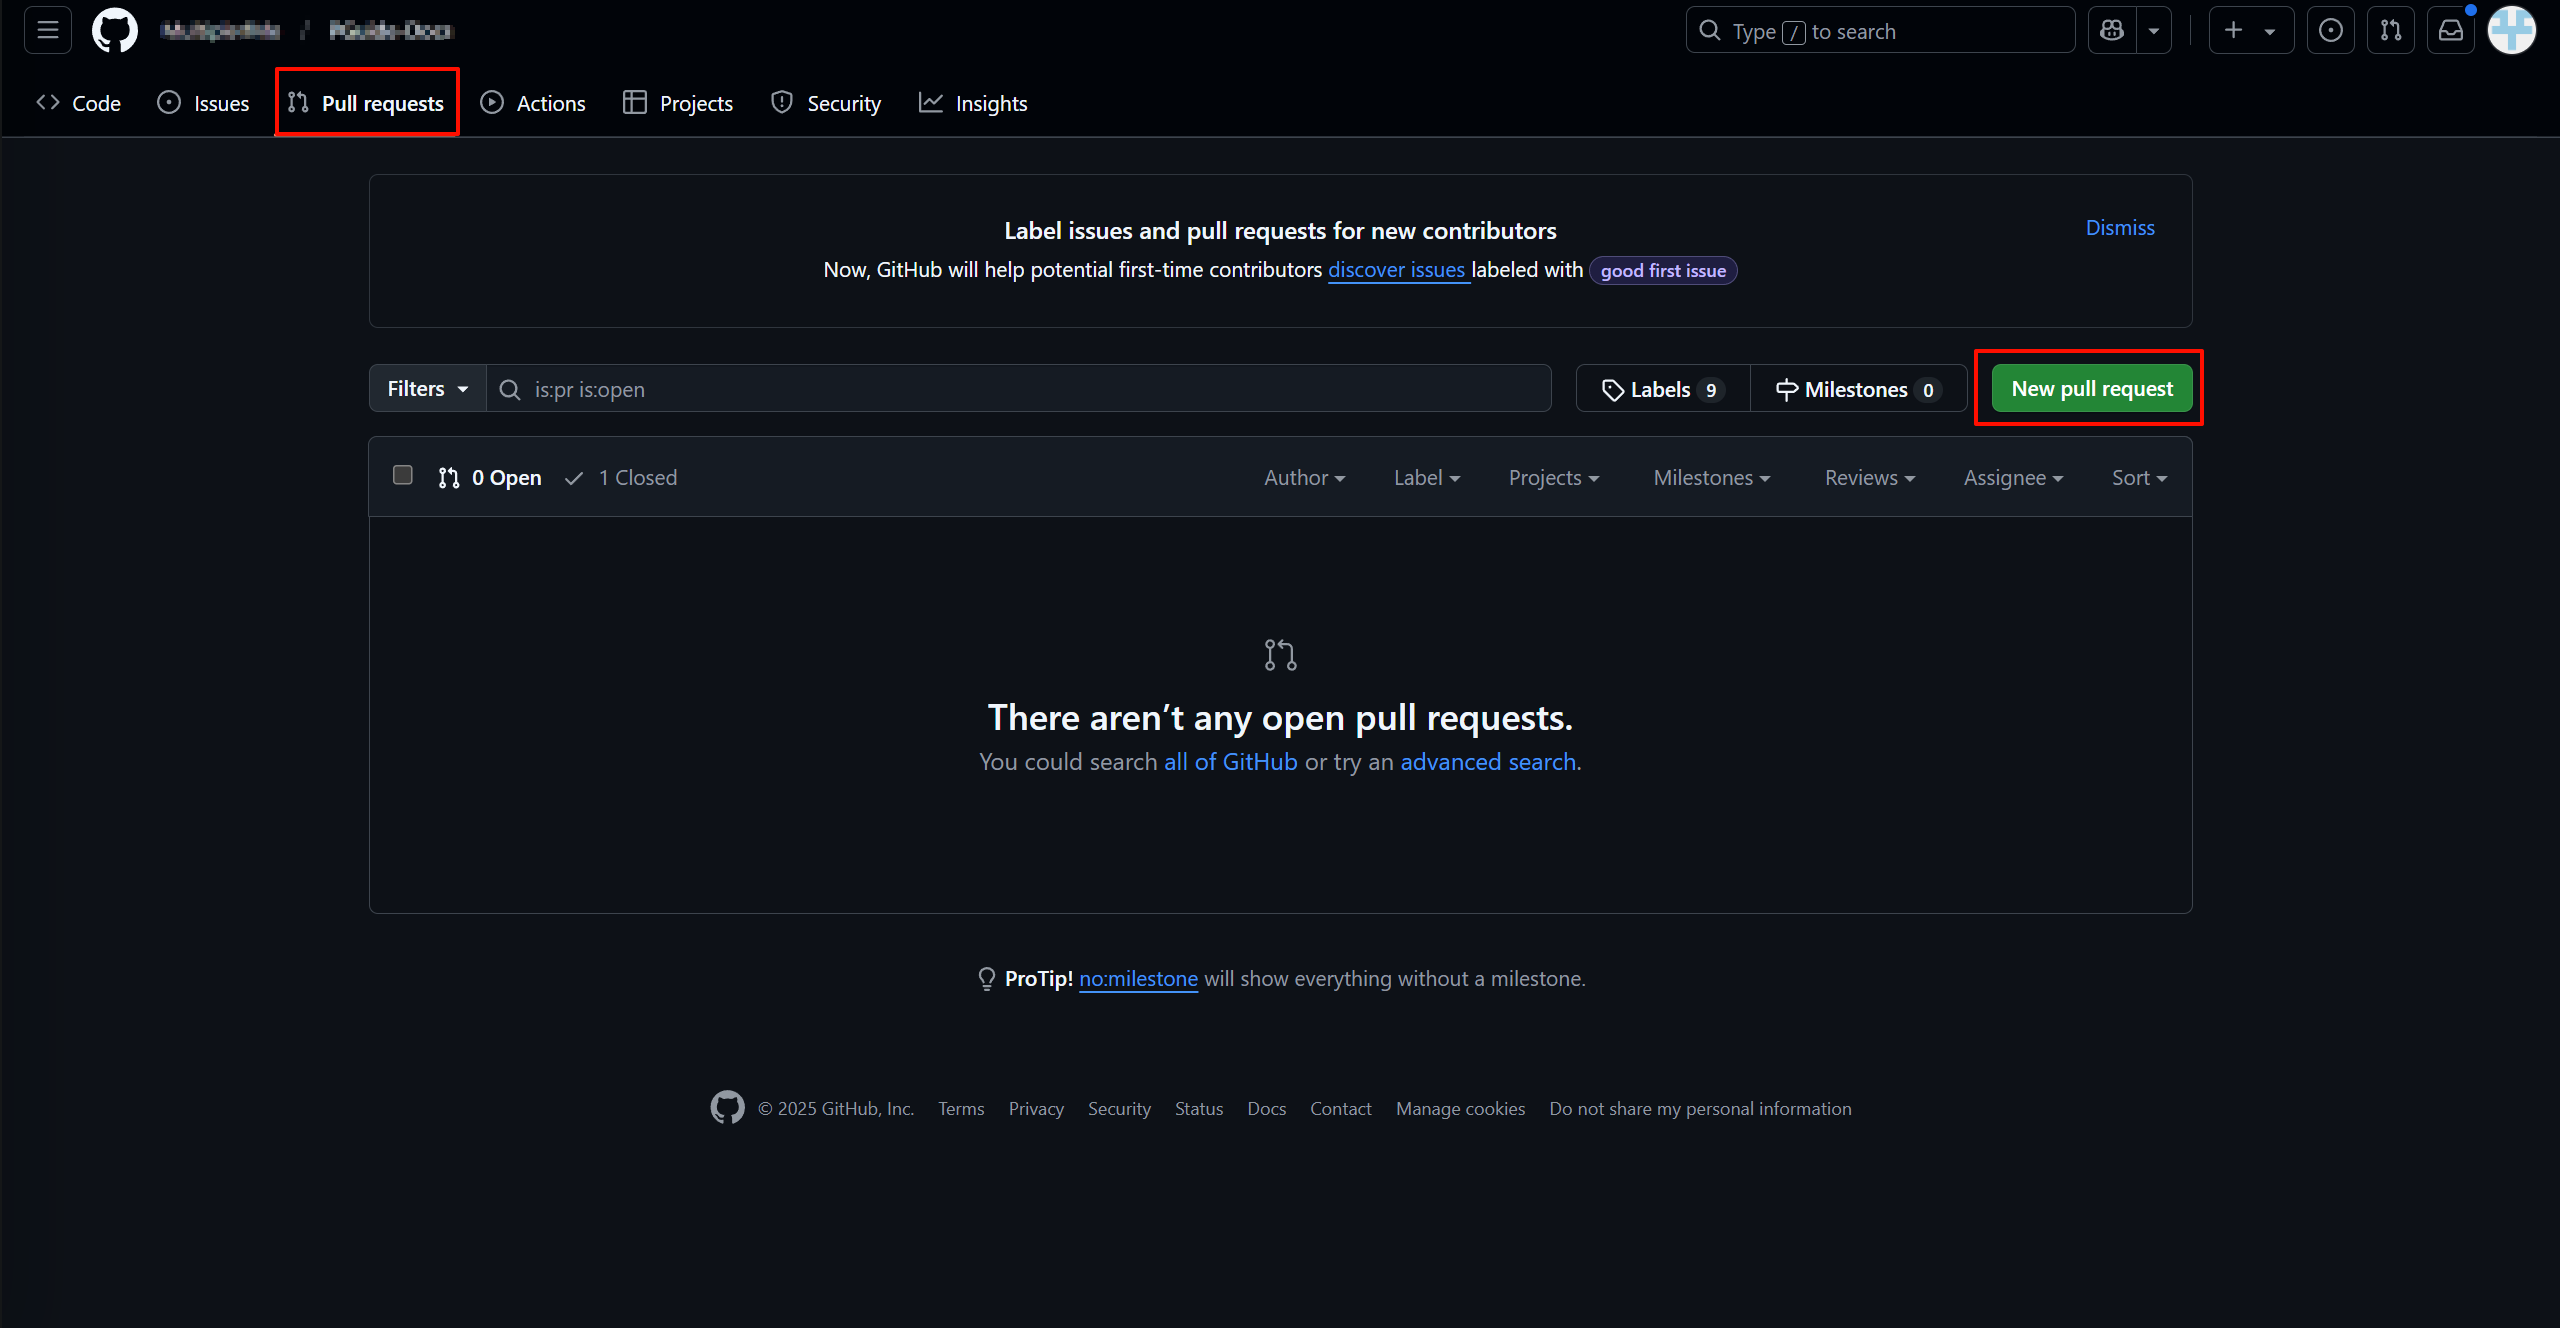 Type / to search
Code
Issues
Pull requests
Actions
Projects
Security
Insights
Label issues and pull requests for new contributors
Dismiss
Now, GitHub will help potential first-time contributors discover issues labeled with good first issue
Filters
is:pr is:open
Labels 9
Milestones 0
New pull request
0 Open
1 Closed
Author
Label
Projects
Milestones
Reviews
Assignee
Sort
There aren’t any open pull requests.
You could search all of GitHub or try an advanced search.
ProTip! no:milestone will show everything without a milestone.
© 2025 GitHub, Inc.
Terms
Privacy
Security
Status
Docs
Contact
Manage cookies
Do not share my personal information